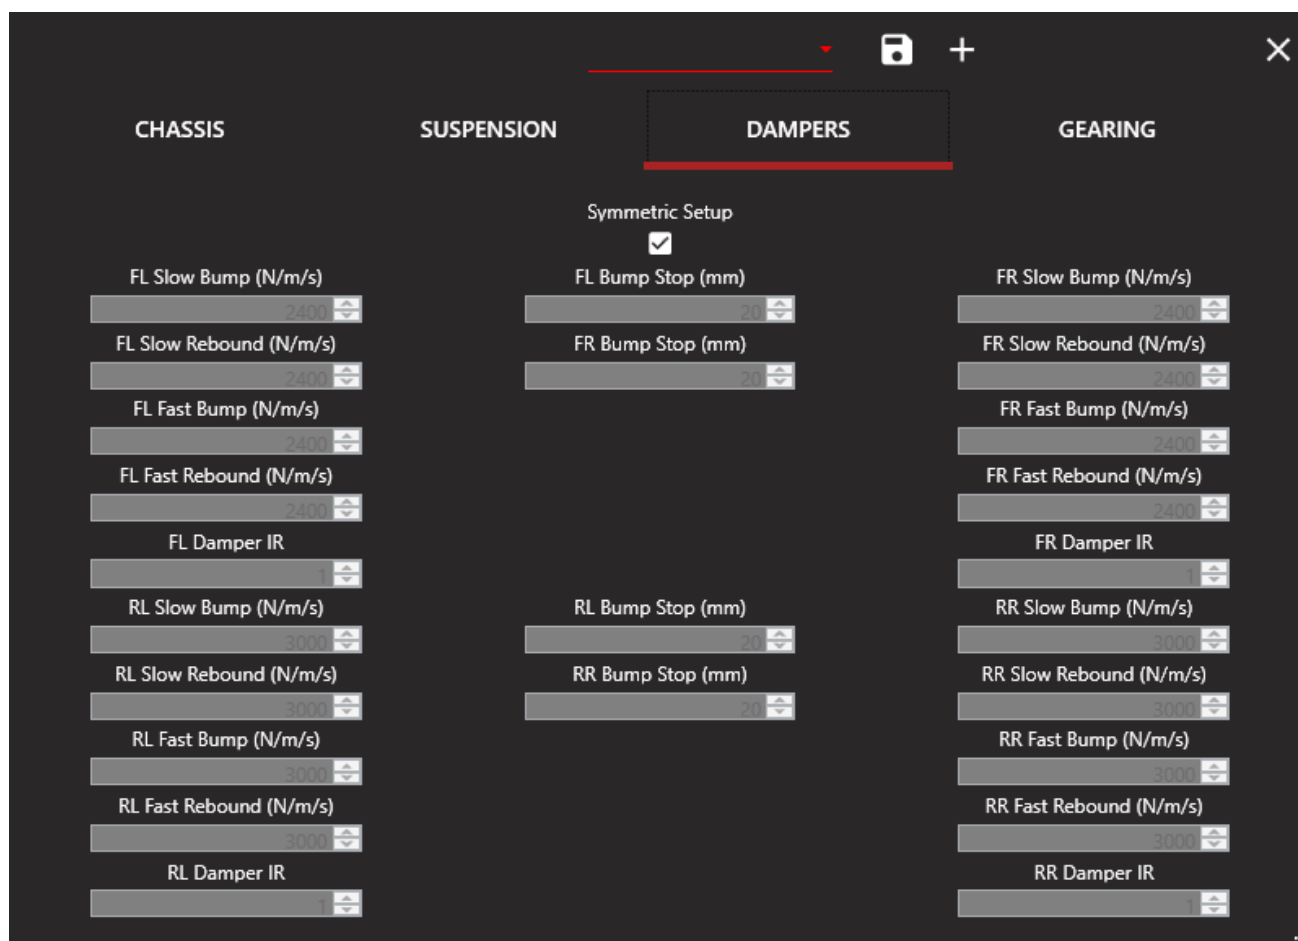 CHASSIS SUSPENSION DAMPERS GEARING
Symmetric Setup
FL Slow Bump (N/m/s) FL Bump Stop (mm) FR Slow Bump (N/m/s)
2400 20 2400
FL Slow Rebound (N/m/s) FR Bump Stop (mm) FR Slow Rebound (N/m/s)
2400 20 2400
FL Fast Bump (N/m/s) FR Fast Bump (N/m/s)
2400 2400
FL Fast Rebound (N/m/s) FR Fast Rebound (N/m/s)
2400 2400
FL Damper IR FR Damper IR
1 1
RL Slow Bump (N/m/s) RL Bump Stop (mm) RR Slow Bump (N/m/s)
3000 20 3000
RL Slow Rebound (N/m/s) RR Bump Stop (mm) RR Slow Rebound (N/m/s)
3000 20 3000
RL Fast Bump (N/m/s) RR Fast Bump (N/m/s)
3000 3000
RL Fast Rebound (N/m/s) RR Fast Rebound (N/m/s)
3000 3000
RL Damper IR RR Damper IR
1 1